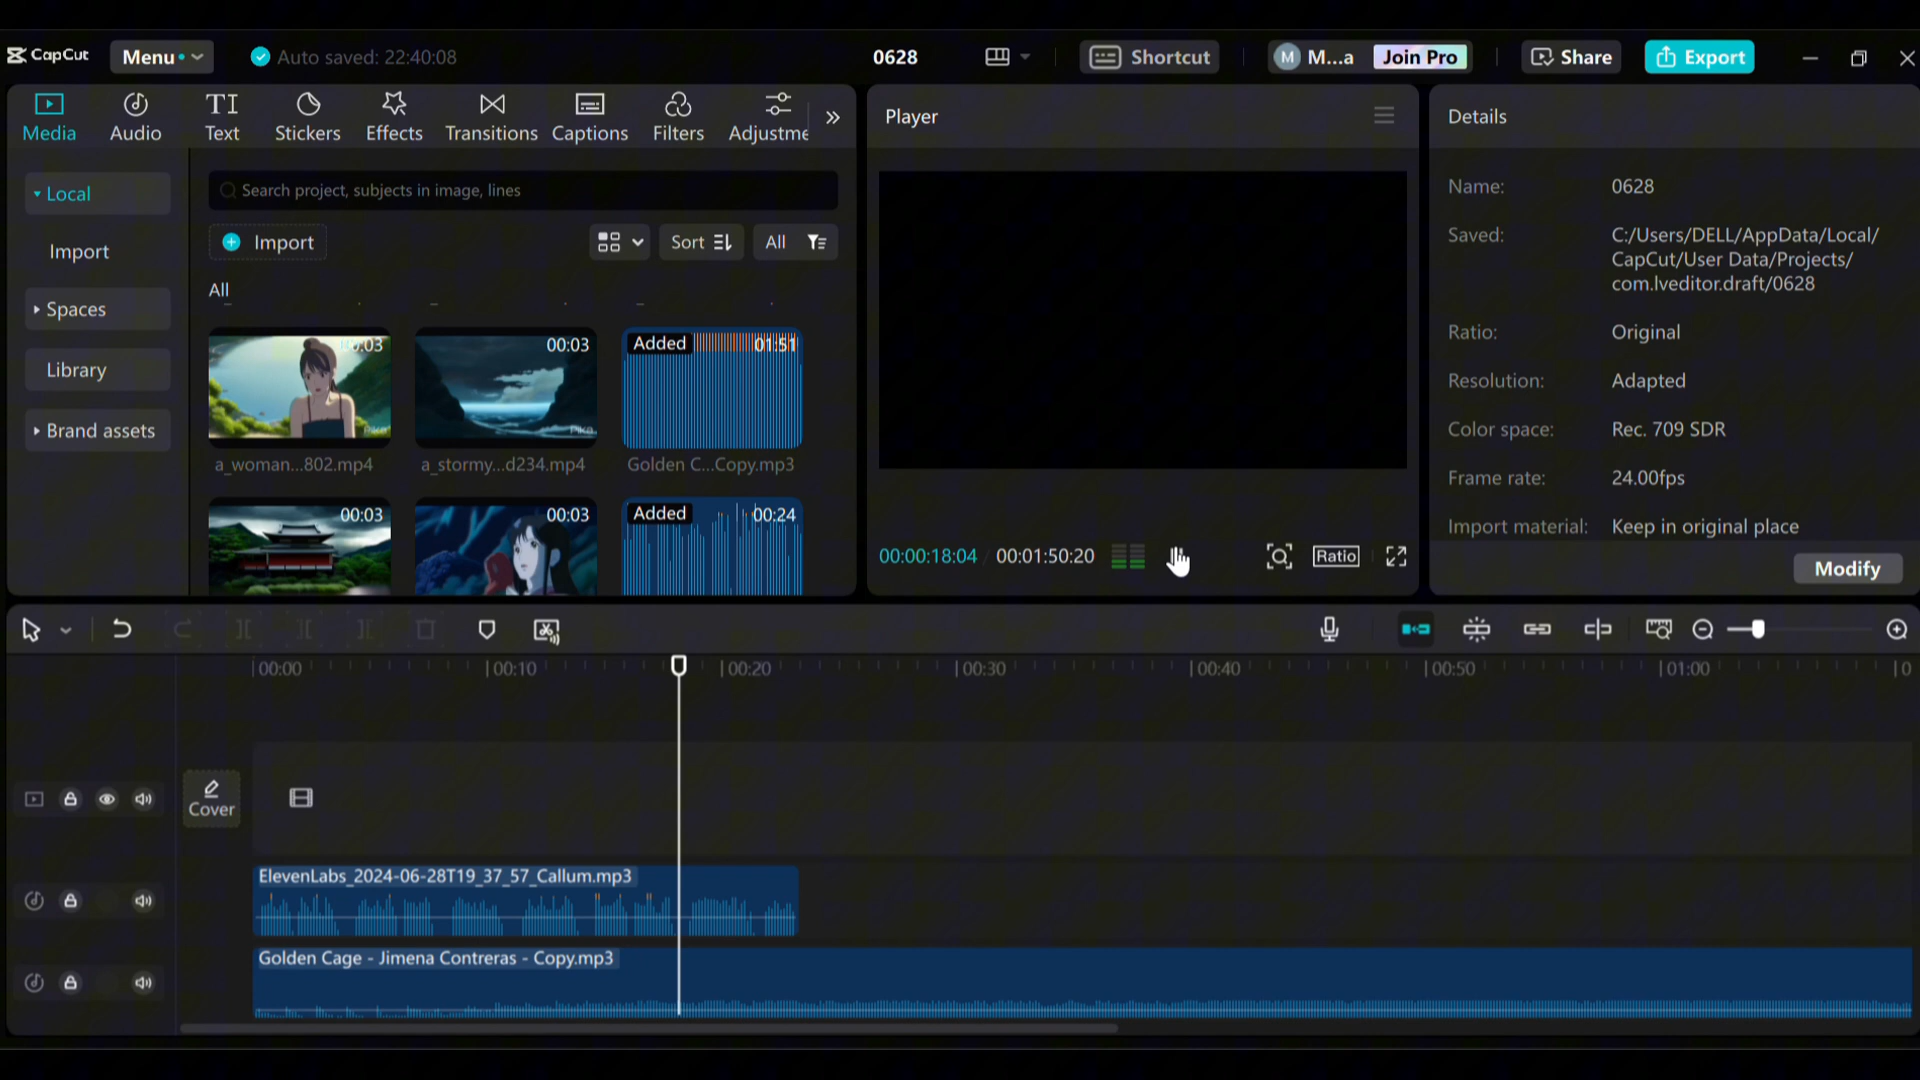 CapCut
Menu
Auto saved: 22:40:08
0628
Shortcut
M
M...a
Join Pro
Share
Export
Media
Audio
TI
Text
Stickers
Effects
Transitions
Captions
Filters
Adjustme
Player
Details
Local
Import
Spaces
Library
Brand assets
Search project, subjects in image, lines
Import
Sort
All
All
00:03
00:03
Added
01:51
Pika
Pika
a_woman...802.mp4
a_stormy...d234.mp4
Golden C...Copy.mp3
00:03
00:03
Added
00:24
00:00:18:04 / 00:01:50:20
Ratio
Name: 0628
Saved: C:/Users/DELL/AppData/Local/
CapCut/User Data/Projects/
com.lveditor.draft/0628
Ratio: Original
Resolution: Adapted
Color space: Rec. 709 SDR
Frame rate: 24.00fps
Import material: Keep in original place
Modify
00:00
00:10
00:20
00:30
00:40
00:50
01:00
0
Cover
ElevenLabs_2024-06-28T19_37_57_Callum.mp3
Golden Cage - Jimena Contreras - Copy.mp3